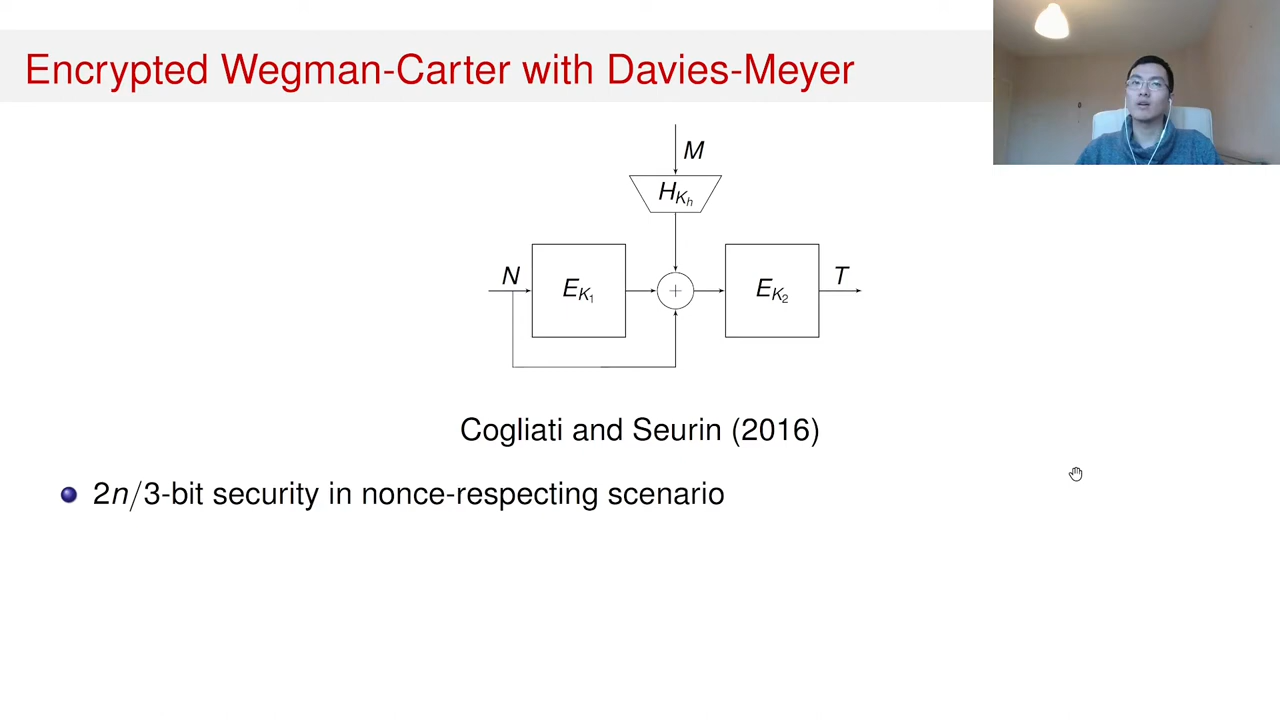 Encrypted Wegman-Carter with Davies-Meyer
M
H_{K_h}
N
E_{K_1}
+
E_{K_2}
T
Cogliati and Seurin (2016)
2n/3-bit security in nonce-respecting scenario